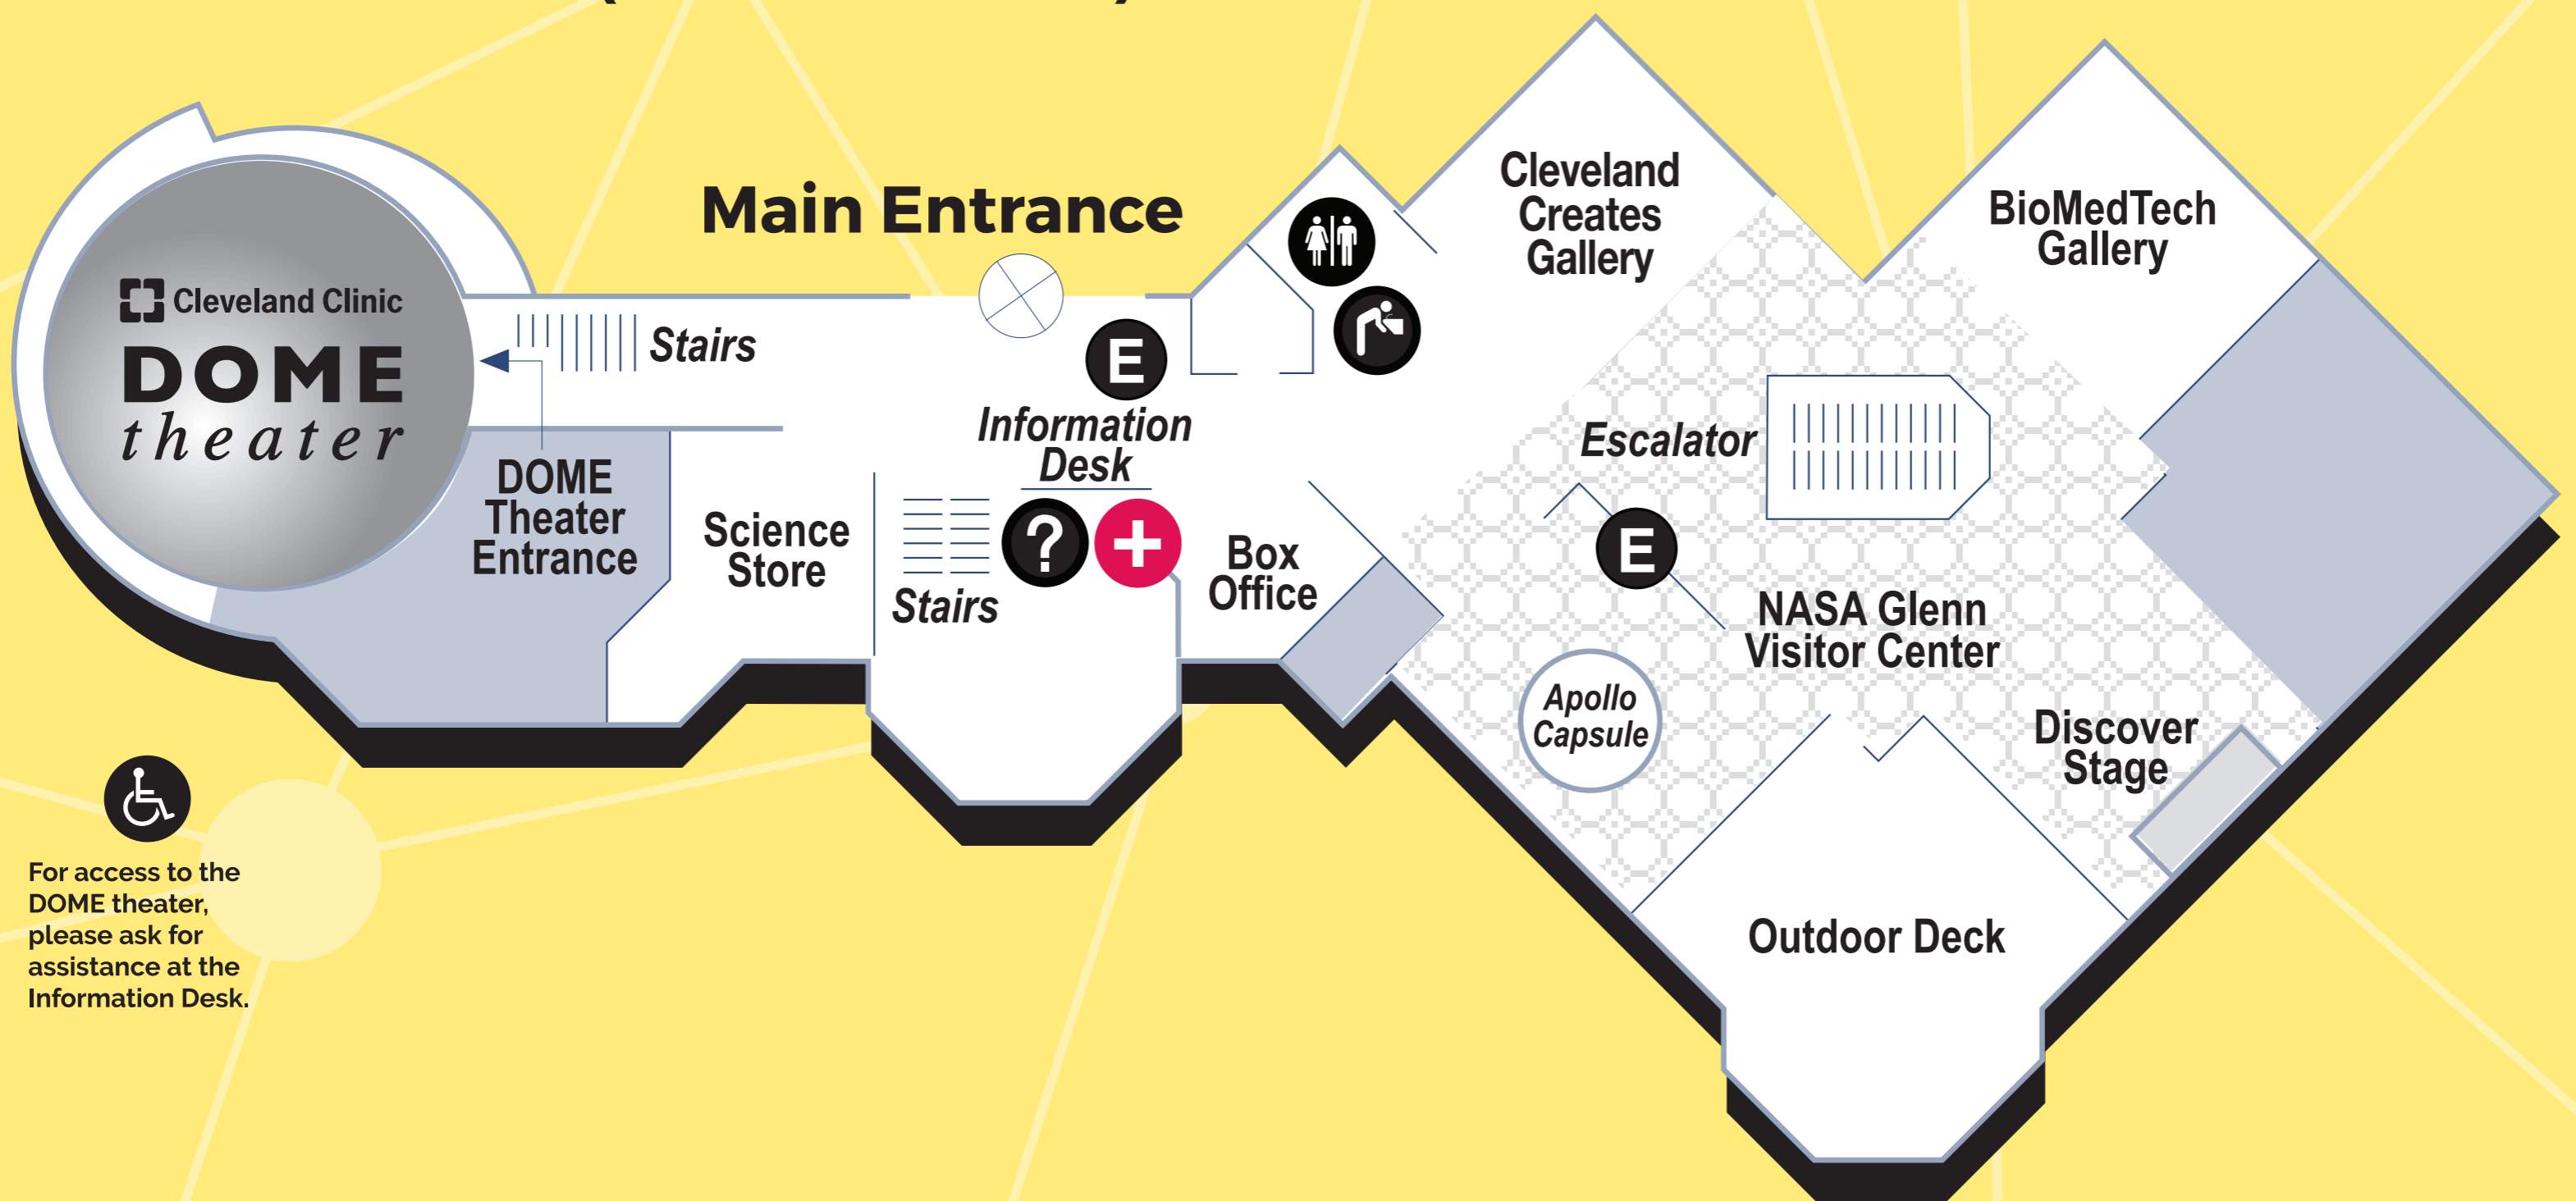 Main Entrance
Cleveland Clinic
DOME
theater
Stairs
DOME
Theater
Entrance
Science
Store
Stairs
E
Information
Desk
?
+
Box
Office
Cleveland
Creates
Gallery
BioMedTech
Gallery
Escalator
E
NASA Glenn
Visitor Center
Apollo
Capsule
Discover
Stage
Outdoor Deck
For access to the
DOME theater,
please ask for
assistance at the
Information Desk.